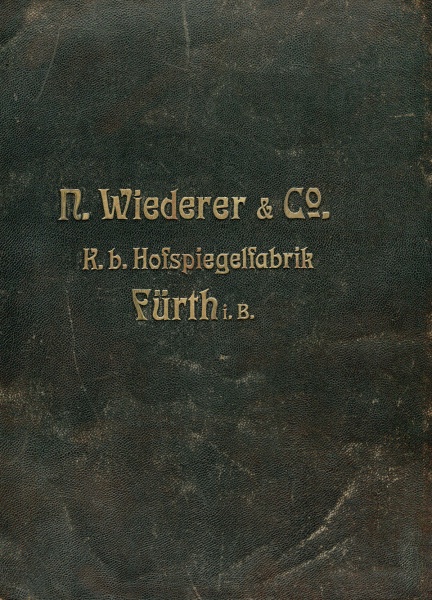 N. Wiederer & Co.
K. b. Hofspiegelfabrik
Fürth i. B.